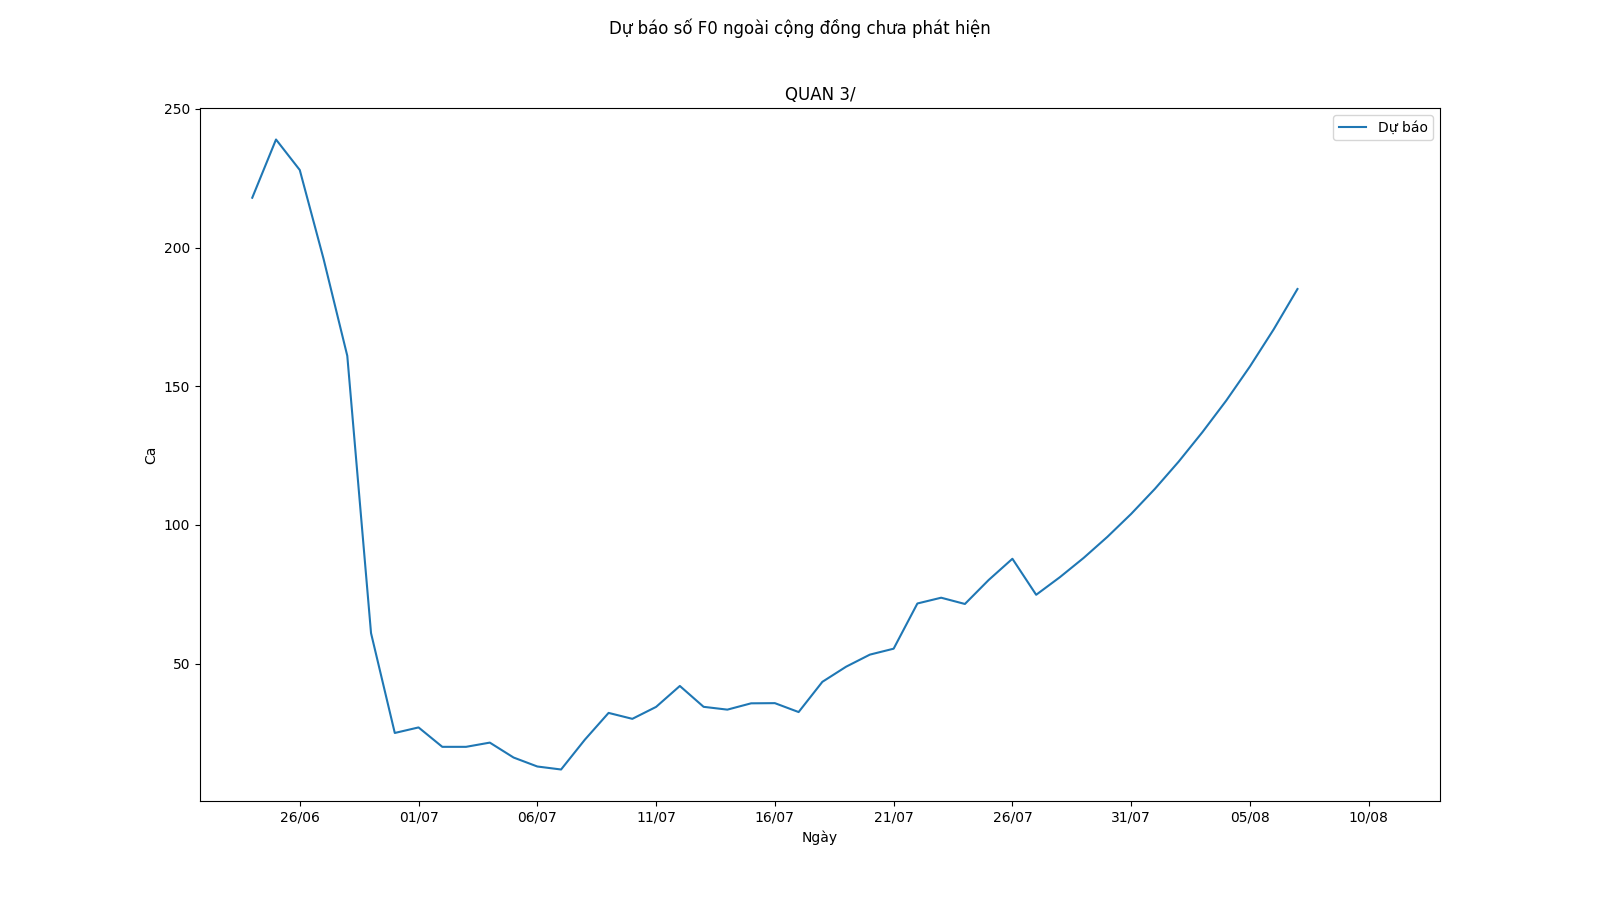 Dự báo số F0 ngoài cộng đồng chưa phát hiện
QUAN 3/
Dự báo
250
200
150
100
50
Ca
26/06 01/07 06/07 11/07 16/07 21/07 26/07 31/07 05/08 10/08
Ngày